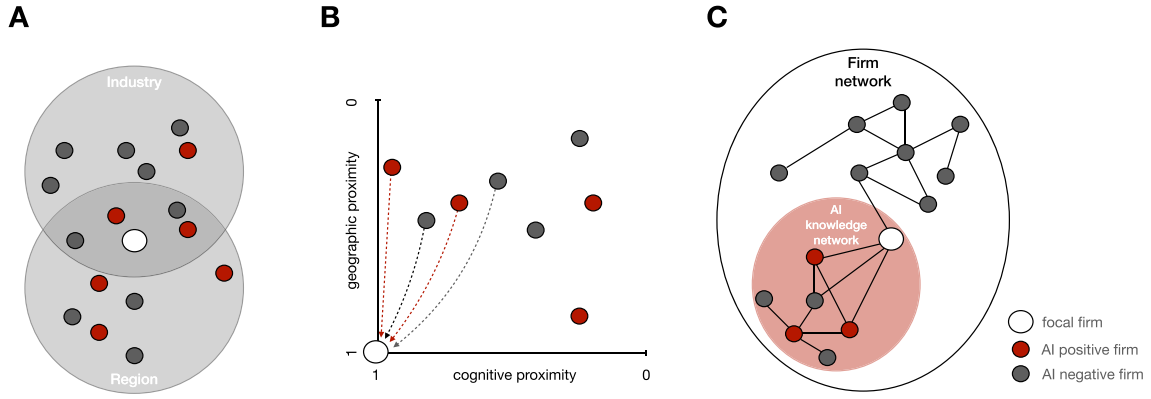 A
B
C
Industry
Region
0
geographic proximity
1
1
cognitive proximity
0
Firm
network
AI
knowledge
network
focal firm
AI positive firm
AI negative firm